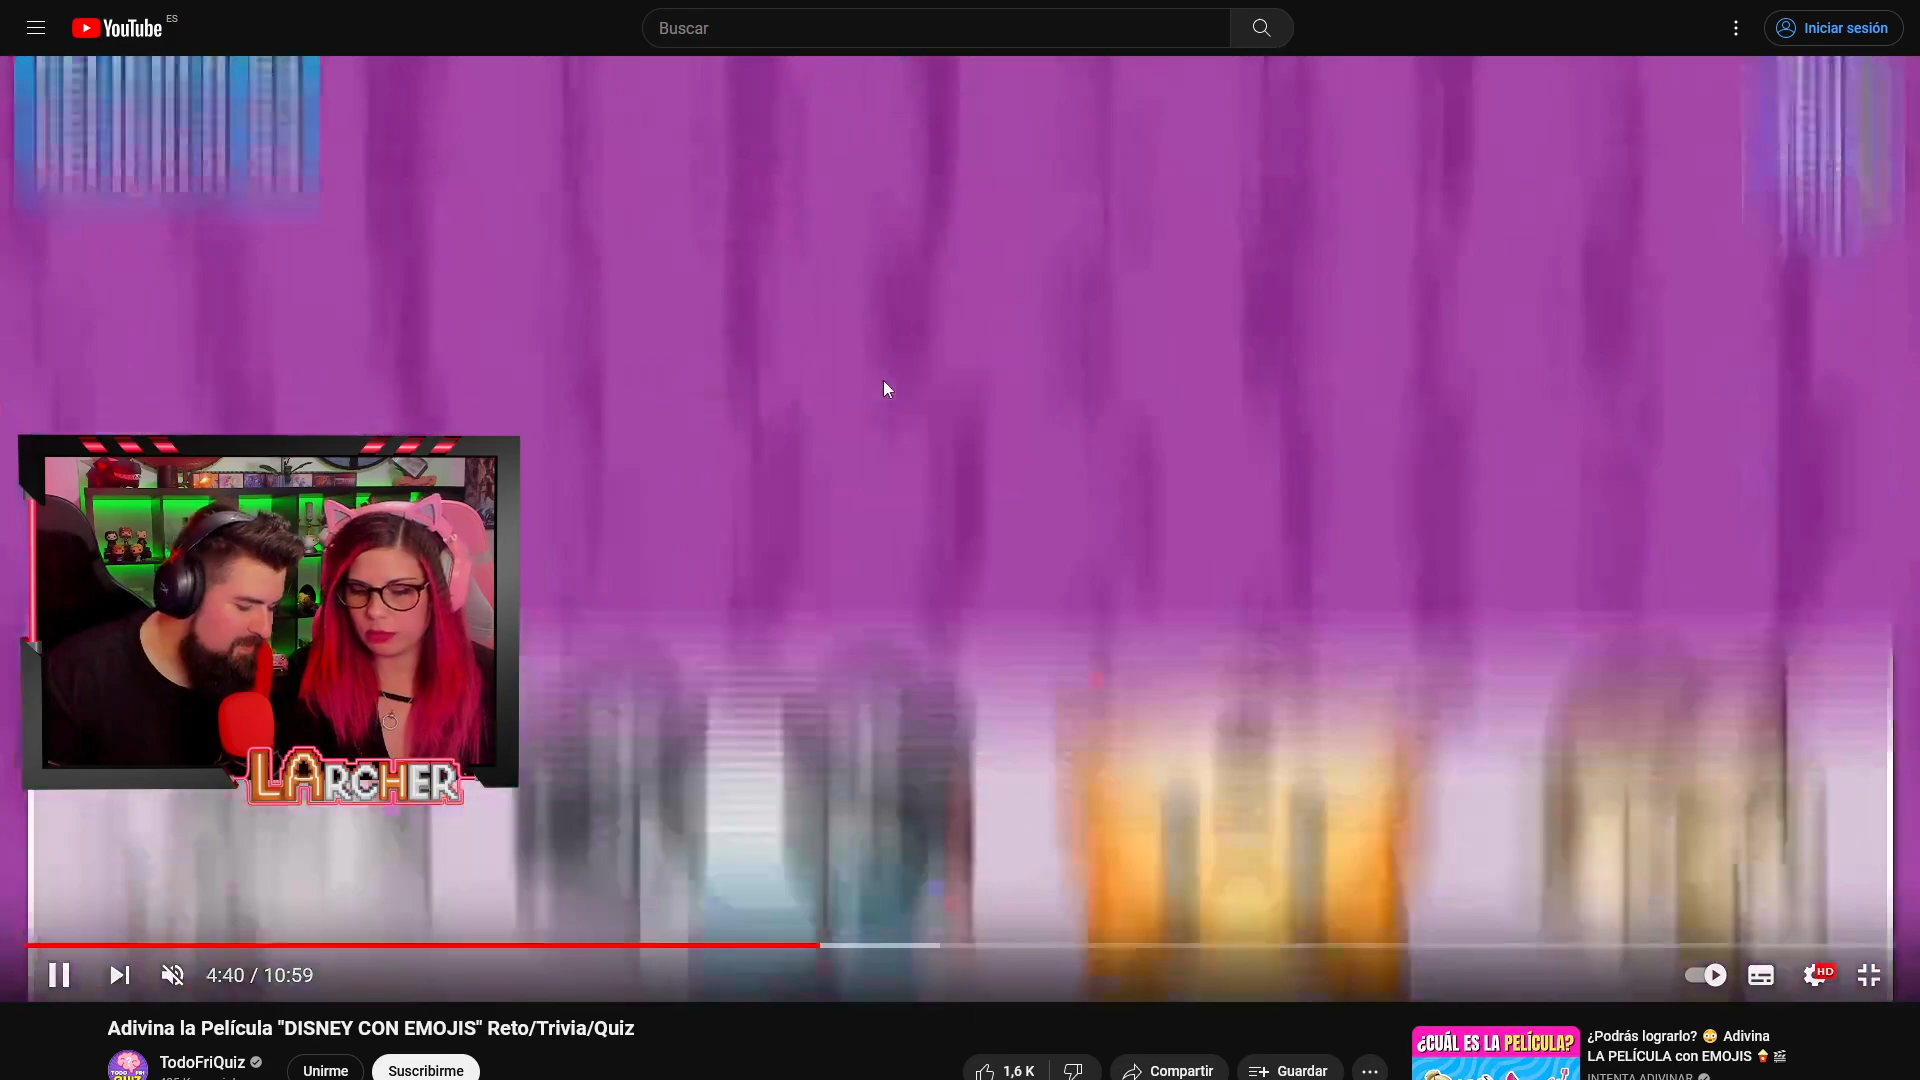 YouTube ES
Buscar
Iniciar sesión
LARCHER
4:40 / 10:59
HD
Adivina la Película "DISNEY CON EMOJIS" Reto/Trivia/Quiz
TodoFriQuiz
Unirme
Suscribirme
1,6 K
Compartir
Guardar
¿CUÁL ES LA PELÍCULA?
¿Podrás lograrlo? 😳 Adivina
LA PELÍCULA con EMOJIS 🍿🎬
INTENTA ADIVINAR